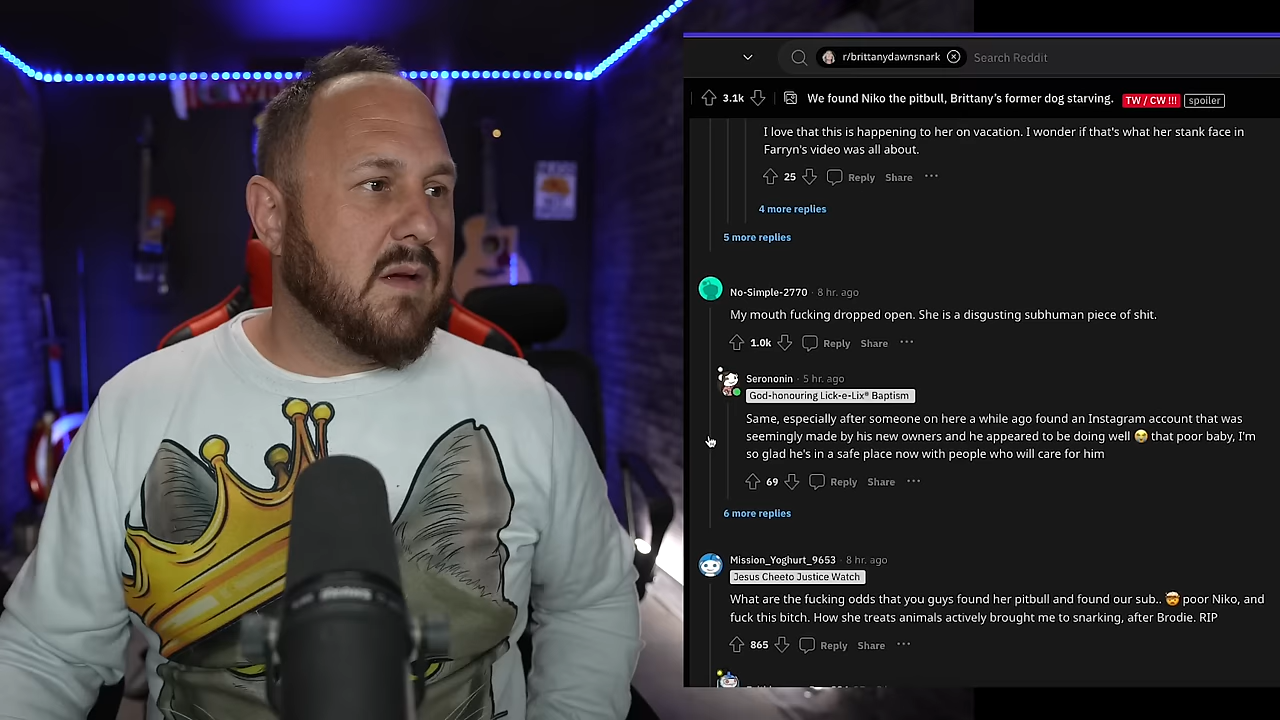 r/brittanydawnsnark
Search Reddit
3.1k
We found Niko the pitbull, Brittany's former dog starving.
TW / CW !!!
spoiler
I love that this is happening to her on vacation. I wonder if that's what her stank face in
Farryn's video was all about.
25
Reply
Share
4 more replies
5 more replies
No-Simple-2770 · 8 hr. ago
My mouth fucking dropped open. She is a disgusting subhuman piece of shit.
1.0k
Reply
Share
Serononin · 5 hr. ago
God-honouring Lick-e-Lix® Baptism
Same, especially after someone on here a while ago found an Instagram account that was
seemingly made by his new owners and he appeared to be doing well 😭 that poor baby, I'm
so glad he's in a safe place now with people who will care for him
69
Reply
Share
6 more replies
Mission_Yoghurt_9653 · 8 hr. ago
Jesus Cheeto Justice Watch
What are the fucking odds that you guys found her pitbull and found our sub.. 🤯 poor Niko, and
fuck this bitch. How she treats animals actively brought me to snarking, after Brodie. RIP
865
Reply
Share